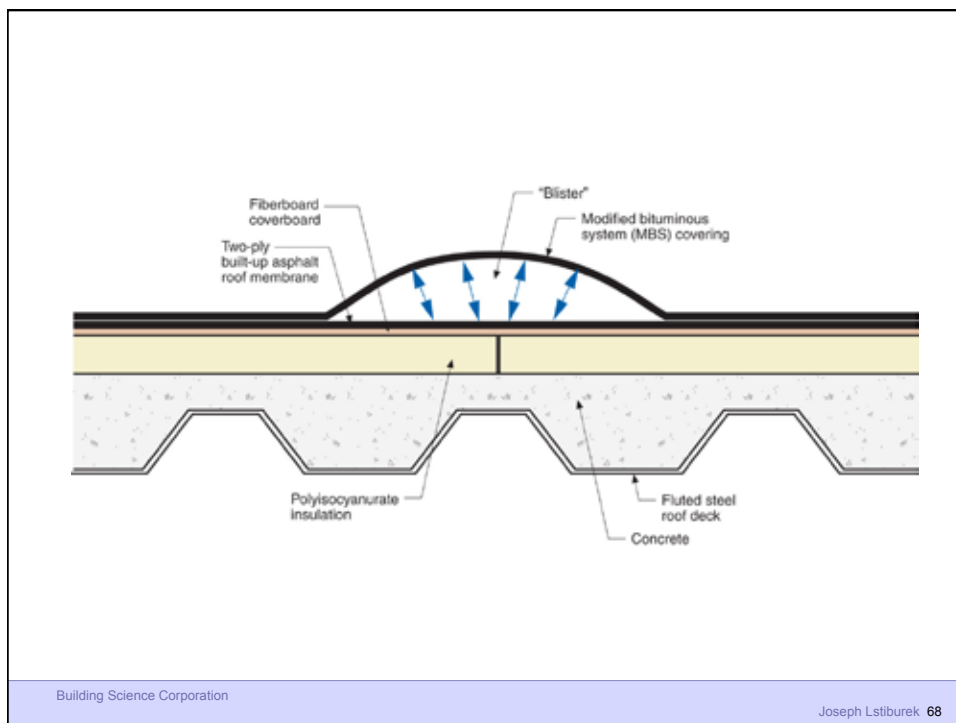 "Blister"
Fiberboard
coverboard
Modified bituminous
system (MBS) covering
Two-ply
built-up asphalt
roof membrane
Polyisocyanurate
insulation
Fluted steel
roof deck
Concrete
Building Science Corporation
Joseph Lstiburek 68